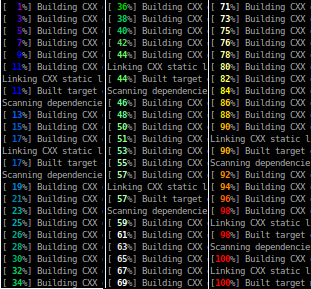 [  1%] Building CXX
[  3%] Building CXX
[  5%] Building CXX
[  7%] Building CXX
[  9%] Building CXX
[ 11%] Building CXX
Linking CXX static l
[ 11%] Built target
Scanning dependencie
[ 13%] Building CXX
[ 15%] Building CXX
[ 17%] Building CXX
Linking CXX static l
[ 17%] Built target
Scanning dependencie
[ 19%] Building CXX
[ 21%] Building CXX
[ 23%] Building CXX
[ 25%] Building CXX
[ 26%] Building CXX
[ 28%] Building CXX
[ 30%] Building CXX
[ 32%] Building CXX
[ 34%] Building CXX
[ 36%] Building CXX
[ 38%] Building CXX
[ 40%] Building CXX
[ 42%] Building CXX
[ 44%] Building CXX
Linking CXX static l
[ 44%] Built target
Scanning dependencie
[ 46%] Building CXX
[ 48%] Building CXX
[ 50%] Building CXX
[ 51%] Building CXX
[ 53%] Building CXX
[ 55%] Building CXX
[ 57%] Building CXX
Linking CXX static l
[ 57%] Built target
Scanning dependencie
[ 59%] Building CXX
[ 61%] Building CXX
[ 63%] Building CXX
[ 65%] Building CXX
[ 67%] Building CXX
[ 69%] Building CXX
[ 71%] Building CXX
[ 73%] Building CXX
[ 75%] Building CXX
[ 76%] Building CXX
[ 78%] Building CXX
[ 80%] Building CXX
[ 82%] Building CXX
[ 84%] Building CXX
[ 86%] Building CXX
[ 88%] Building CXX
[ 90%] Building CXX
Linking CXX static l
[ 90%] Built target
Scanning dependencie
[ 92%] Building CXX
[ 94%] Building CXX
[ 96%] Building CXX
[ 98%] Building CXX
Linking CXX static l
[ 98%] Built target
Scanning dependencie
[100%] Building CXX
Linking CXX static l
[100%] Built target